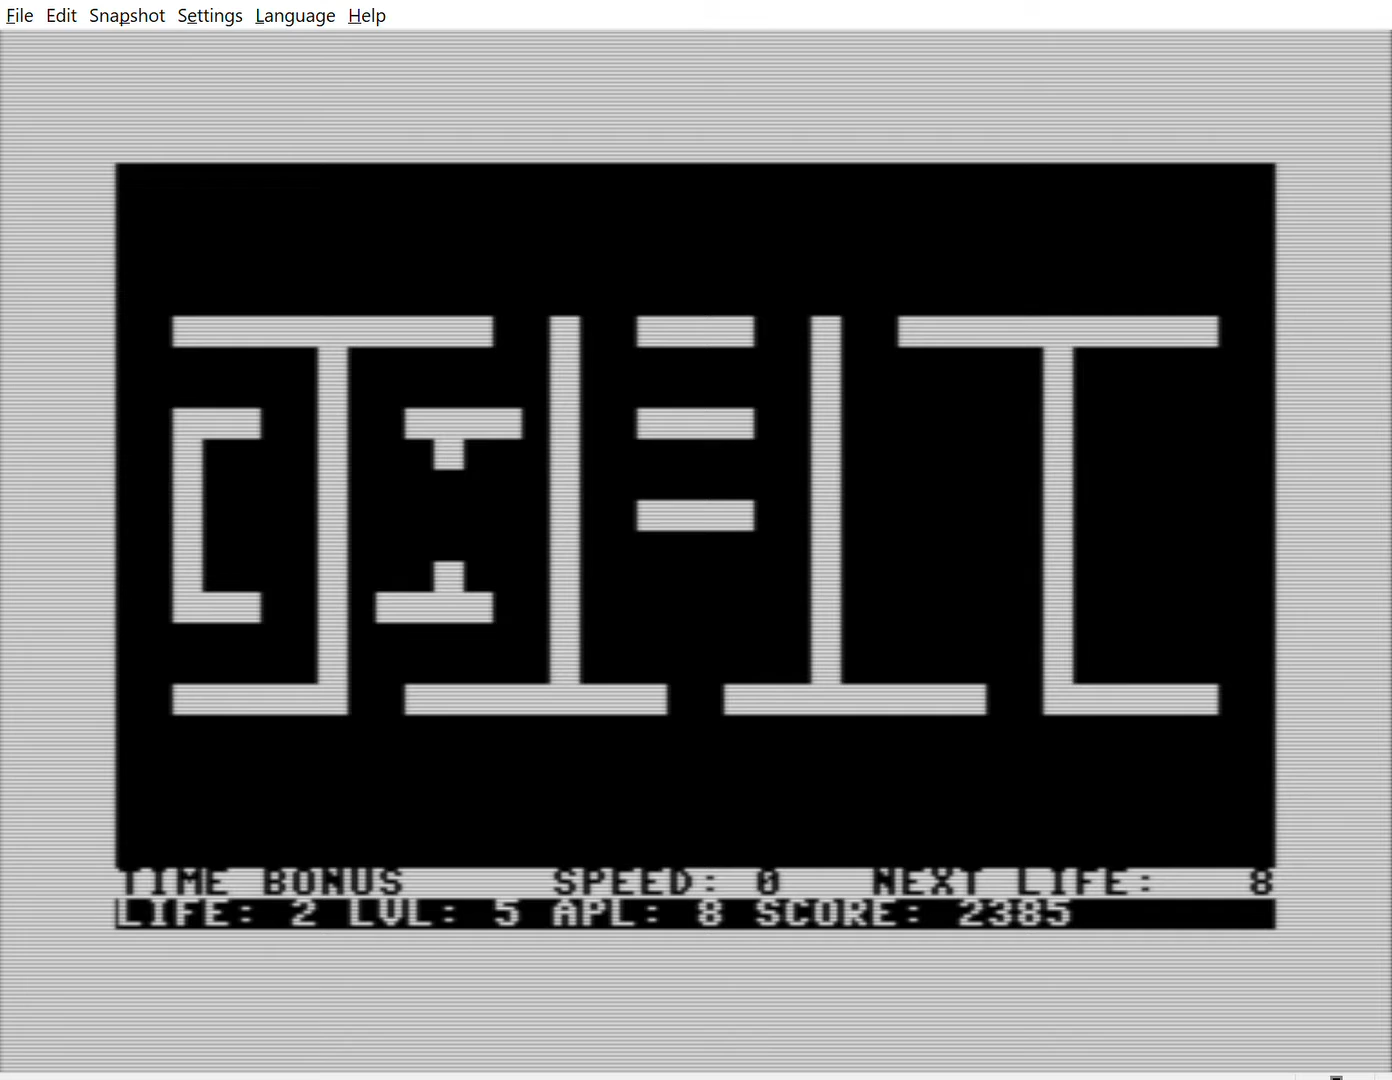 File Edit Snapshot Settings Language Help
TIME BONUS SPEED: 0 NEXT LIFE: 8
LIFE: 2 LVL: 5 APL: 8 SCORE: 2385